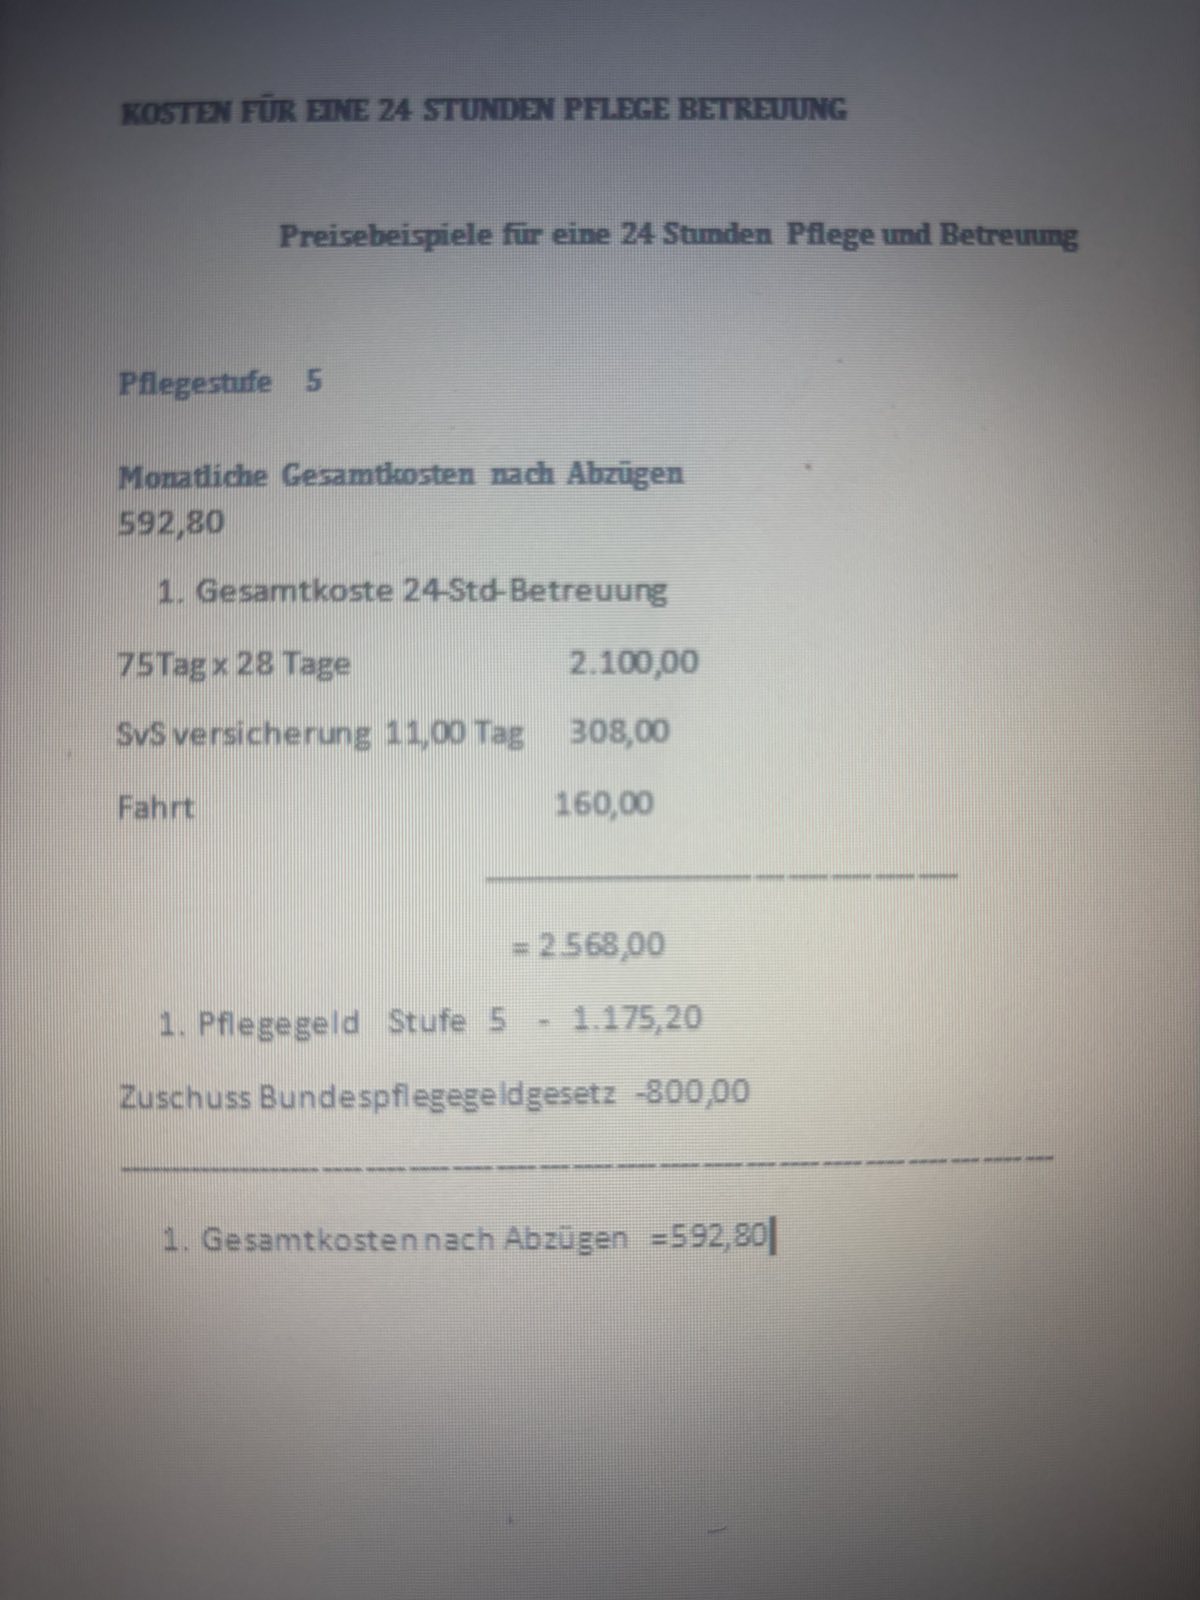 KOSTEN FÜR EINE 24 STUNDEN PFLEGE BETREUUNG
Preisebeispiele für eine 24 Stunden Pflege und Betreuung
Pflegestufe 5
Monatliche Gesamtkosten nach Abzügen
592,80
1. Gesamtkoste 24-Std-Betreuung
75Tag x 28 Tage 2.100,00
SvS versicherung 11,00 Tag 308,00
Fahrt 160,00
= 2.568,00
1. Pflegegeld Stufe 5 - 1.175,20
Zuschuss Bundespflegegeldgesetz -800,00
1. Gesamtkosten nach Abzügen =592,80